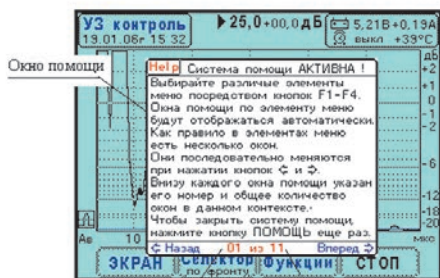 УЗ контроль
19.01.06г 15 32
25,0+00,0дБ
5,21В+0,19А
выкл +39°С
дБ
Окно помощи
Help Система помощи АКТИВНА !
Выбирайте различные элементы
меню посредством кнопок F1-F4.
Окна помощи по элементу меню
будут отображаться автоматически.
Как правило в элементах меню
есть несколько окон.
Они последовательно меняются
при нажатии кнопок и
Внизу каждого окна помощи указан
его номер и общее количество
окон в данном контексте.
Чтобы закрыть систему помощи,
нажмите кнопку ПОМОЩЬ еще раз.
Назад 01 из 11 Вперед
+2
+1
0
-1
-2
-12
-18
-20
Ав 10 мкс
ЭКРАН Селектор Функции СТОП
по фронту